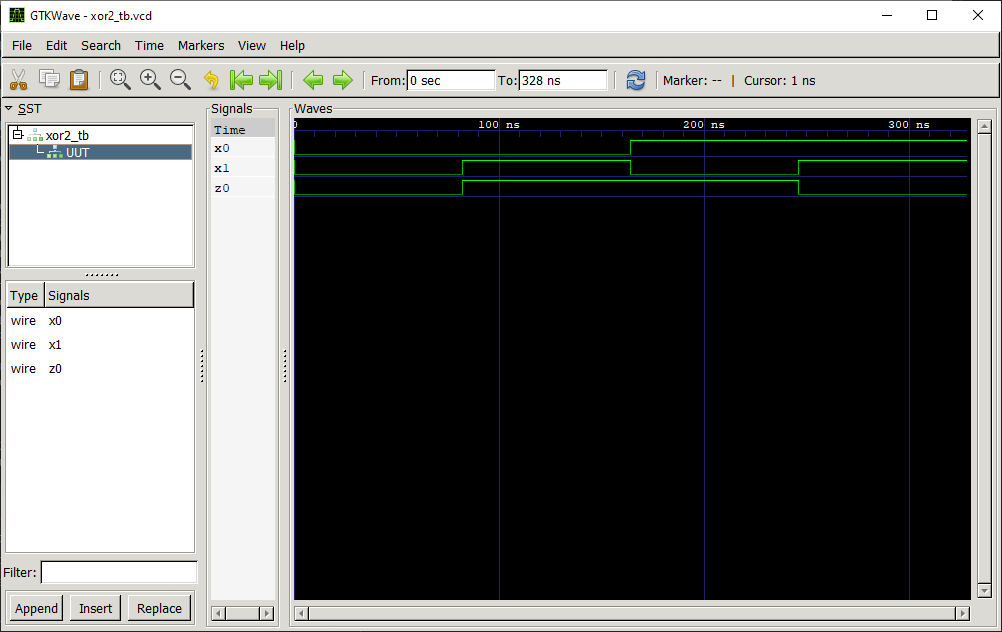 GTKWave - xor2_tb.vcd
File Edit Search Time Markers View Help
From: 0 sec To: 328 ns Marker: -- | Cursor: 1 ns
SST
xor2_tb
UUT
Type Signals
wire x0
wire x1
wire z0
Filter:
Append Insert Replace
Signals
Time
x0
x1
z0
Waves
0 100 ns 200 ns 300 ns